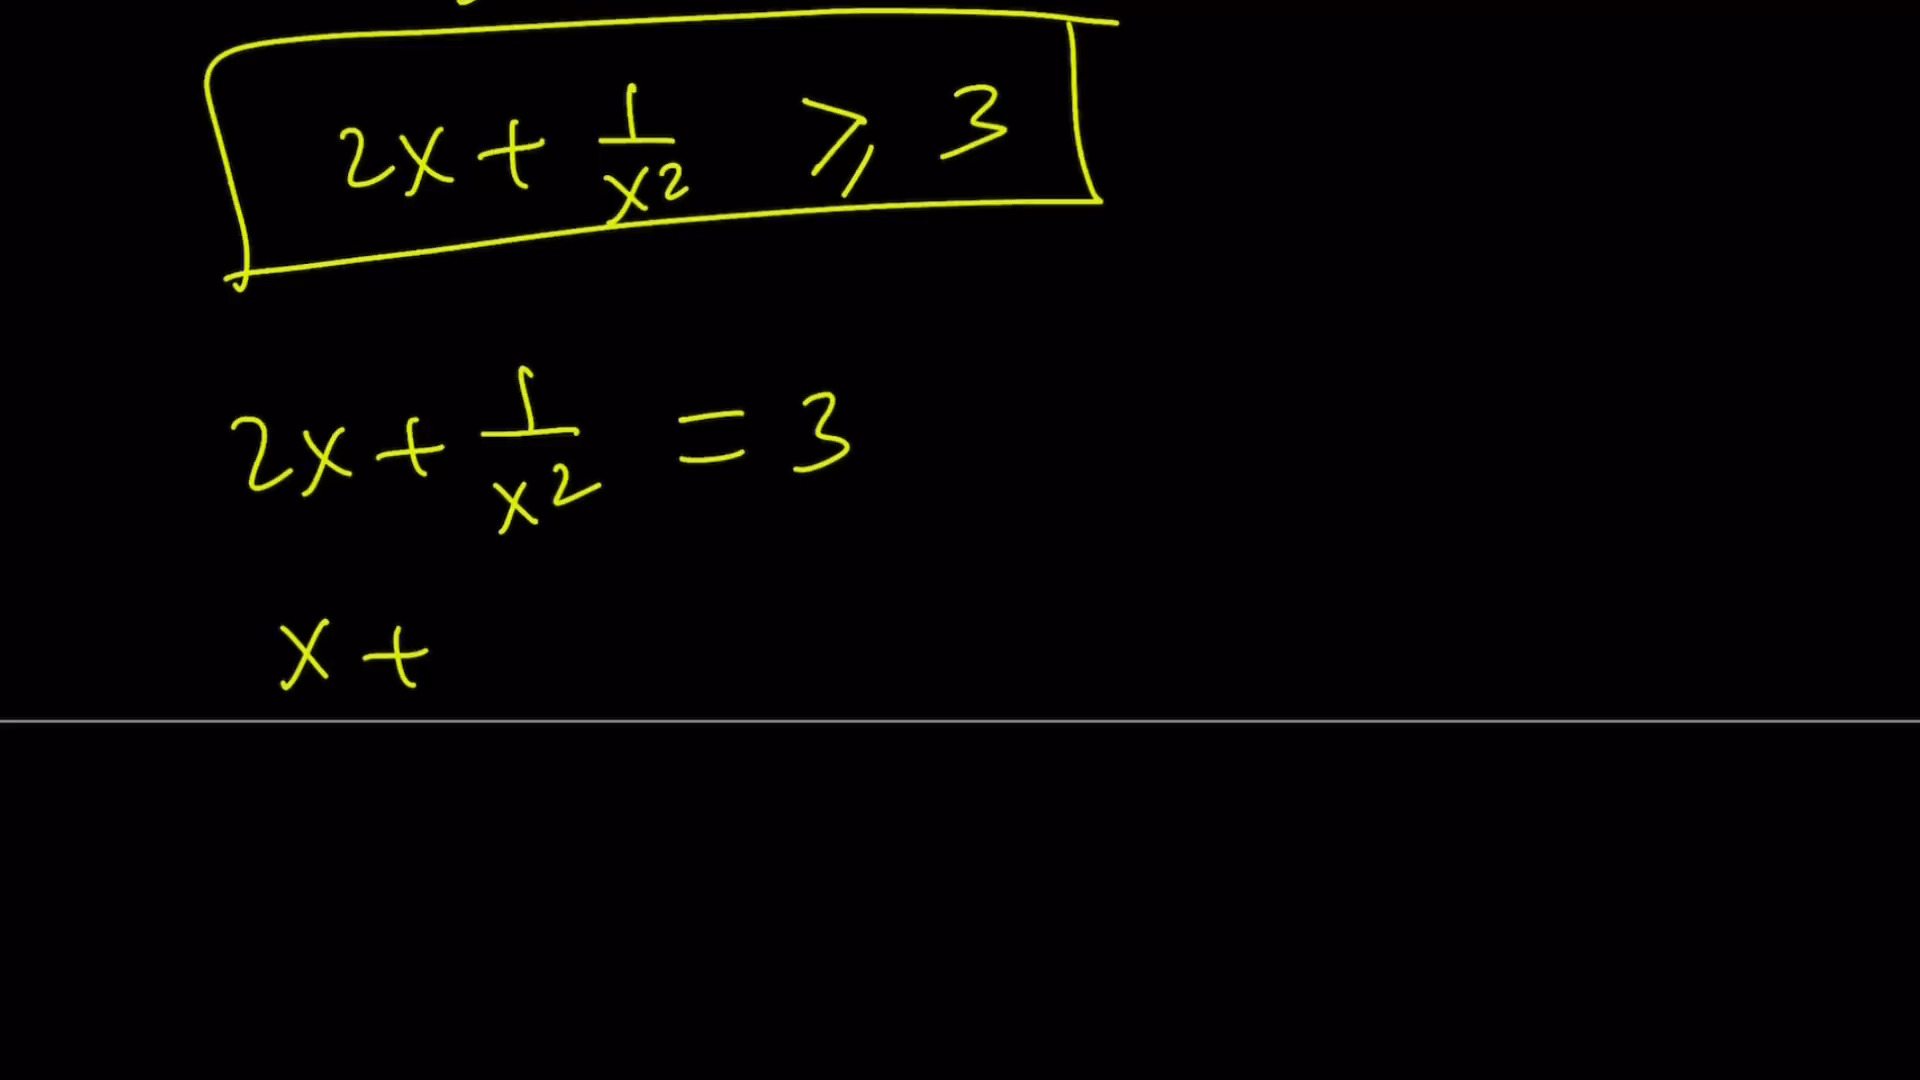 2x + 1/x² ⩾ 3
2x + 1/x² = 3
x +